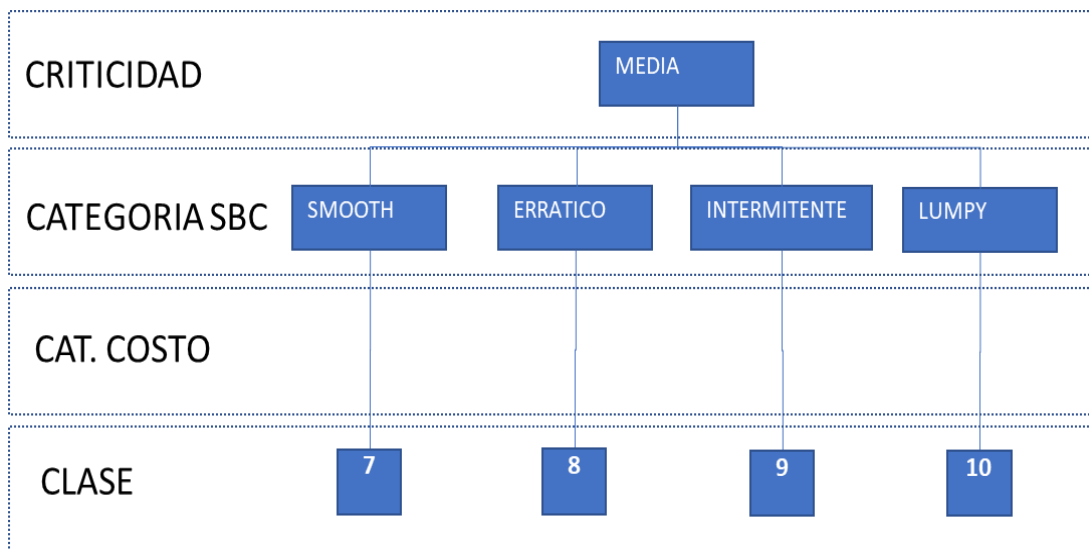 CRITICIDAD
MEDIA
CATEGORIA SBC
SMOOTH
ERRATICO
INTERMITENTE
LUMPY
CAT. COSTO
CLASE
7
8
9
10